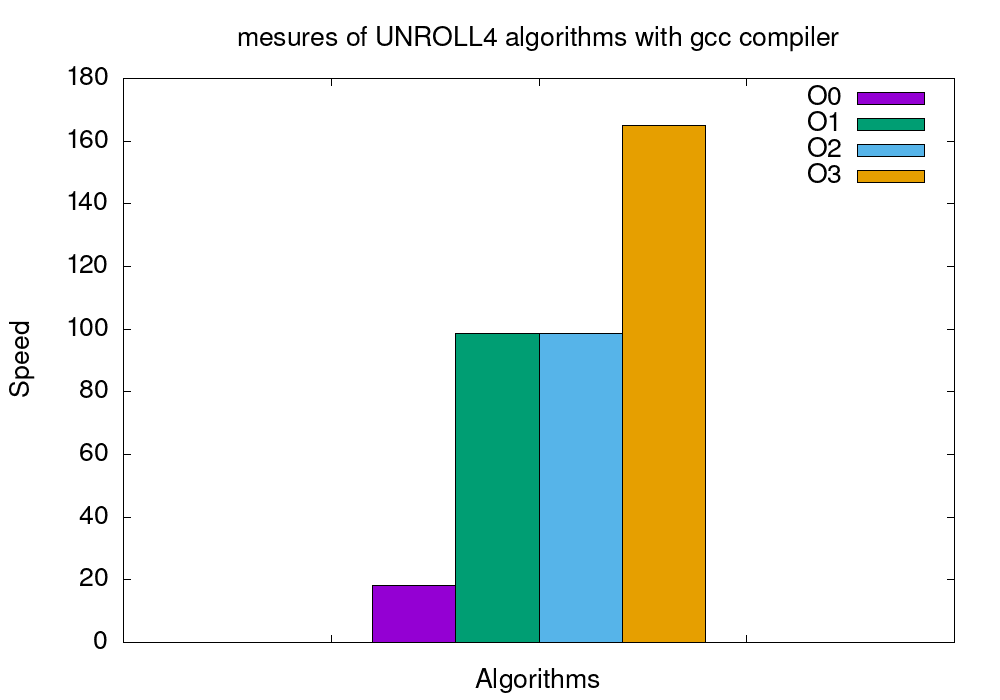 mesures of UNROLL4 algorithms with gcc compiler
180
160
140
120
100
80
60
40
20
0
Speed
O0
O1
O2
O3
Algorithms